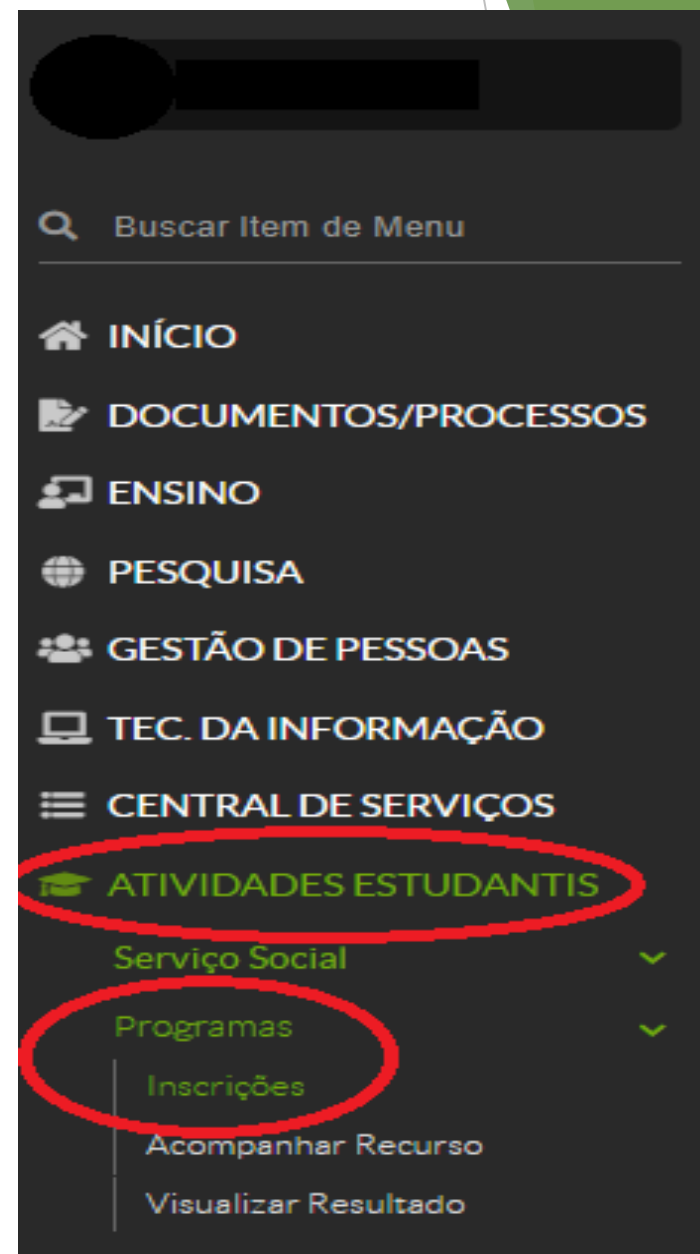 Buscar Item de Menu
INÍCIO
DOCUMENTOS/PROCESSOS
ENSINO
PESQUISA
GESTÃO DE PESSOAS
TEC. DA INFORMAÇÃO
CENTRAL DE SERVIÇOS
ATIVIDADES ESTUDANTIS
Serviço Social
Programas
Inscrições
Acompanhar Recurso
Visualizar Resultado